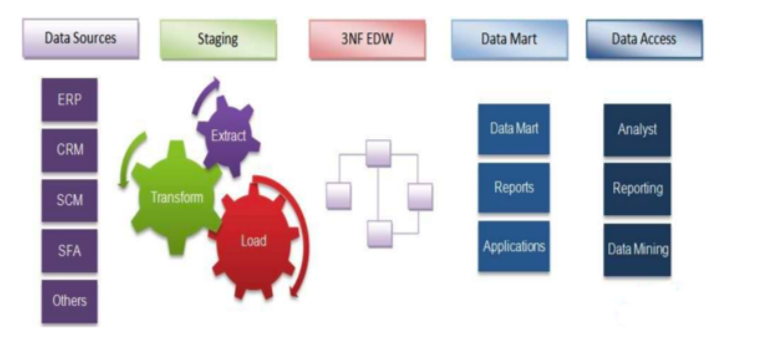 Data Sources
Staging
3NF EDW
Data Mart
Data Access
ERP
CRM
SCM
SFA
Others
Extract
Transform
Load
Data Mart
Reports
Applications
Analyst
Reporting
Data Mining